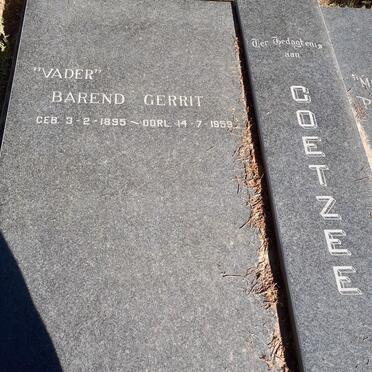 "VADER"
BAREND GERRIT
GEB. 3-2-1895 ~ OORL. 14-7-1959
Ter Gedagtenis
aan
COETZEE